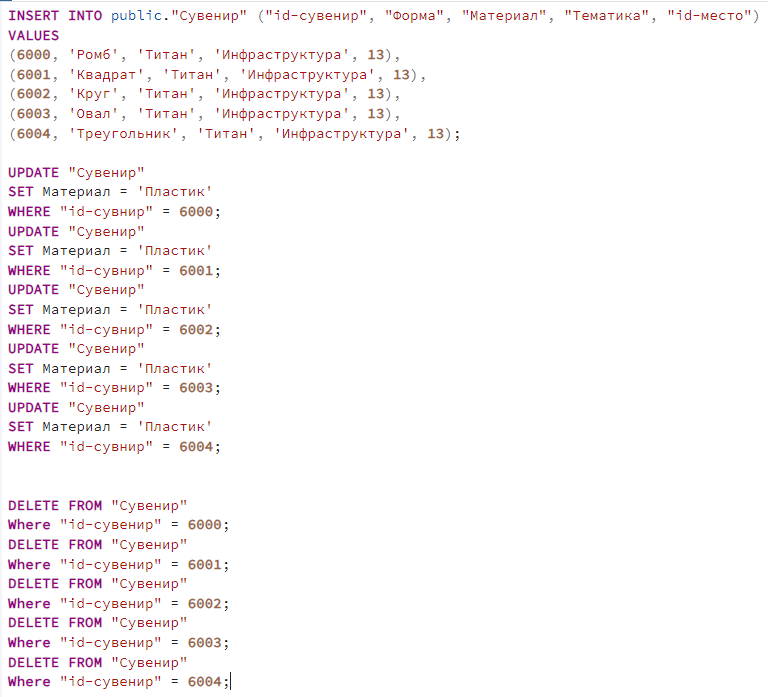 INSERT INTO public."Сувенир" ("id-сувенир", "Форма", "Материал", "Тематика", "id-место")
VALUES
(6000, 'Ромб', 'Титан', 'Инфраструктура', 13),
(6001, 'Квадрат', 'Титан', 'Инфраструктура', 13),
(6002, 'Круг', 'Титан', 'Инфраструктура', 13),
(6003, 'Овал', 'Титан', 'Инфраструктура', 13),
(6004, 'Треугольник', 'Титан', 'Инфраструктура', 13);
UPDATE "Сувенир"
SET Материал = 'Пластик'
WHERE "id-сувнир" = 6000;
UPDATE "Сувенир"
SET Материал = 'Пластик'
WHERE "id-сувнир" = 6001;
UPDATE "Сувенир"
SET Материал = 'Пластик'
WHERE "id-сувнир" = 6002;
UPDATE "Сувенир"
SET Материал = 'Пластик'
WHERE "id-сувнир" = 6003;
UPDATE "Сувенир"
SET Материал = 'Пластик'
WHERE "id-сувнир" = 6004;
DELETE FROM "Сувенир"
Where "id-сувенир" = 6000;
DELETE FROM "Сувенир"
Where "id-сувенир" = 6001;
DELETE FROM "Сувенир"
Where "id-сувенир" = 6002;
DELETE FROM "Сувенир"
Where "id-сувенир" = 6003;
DELETE FROM "Сувенир"
Where "id-сувенир" = 6004;